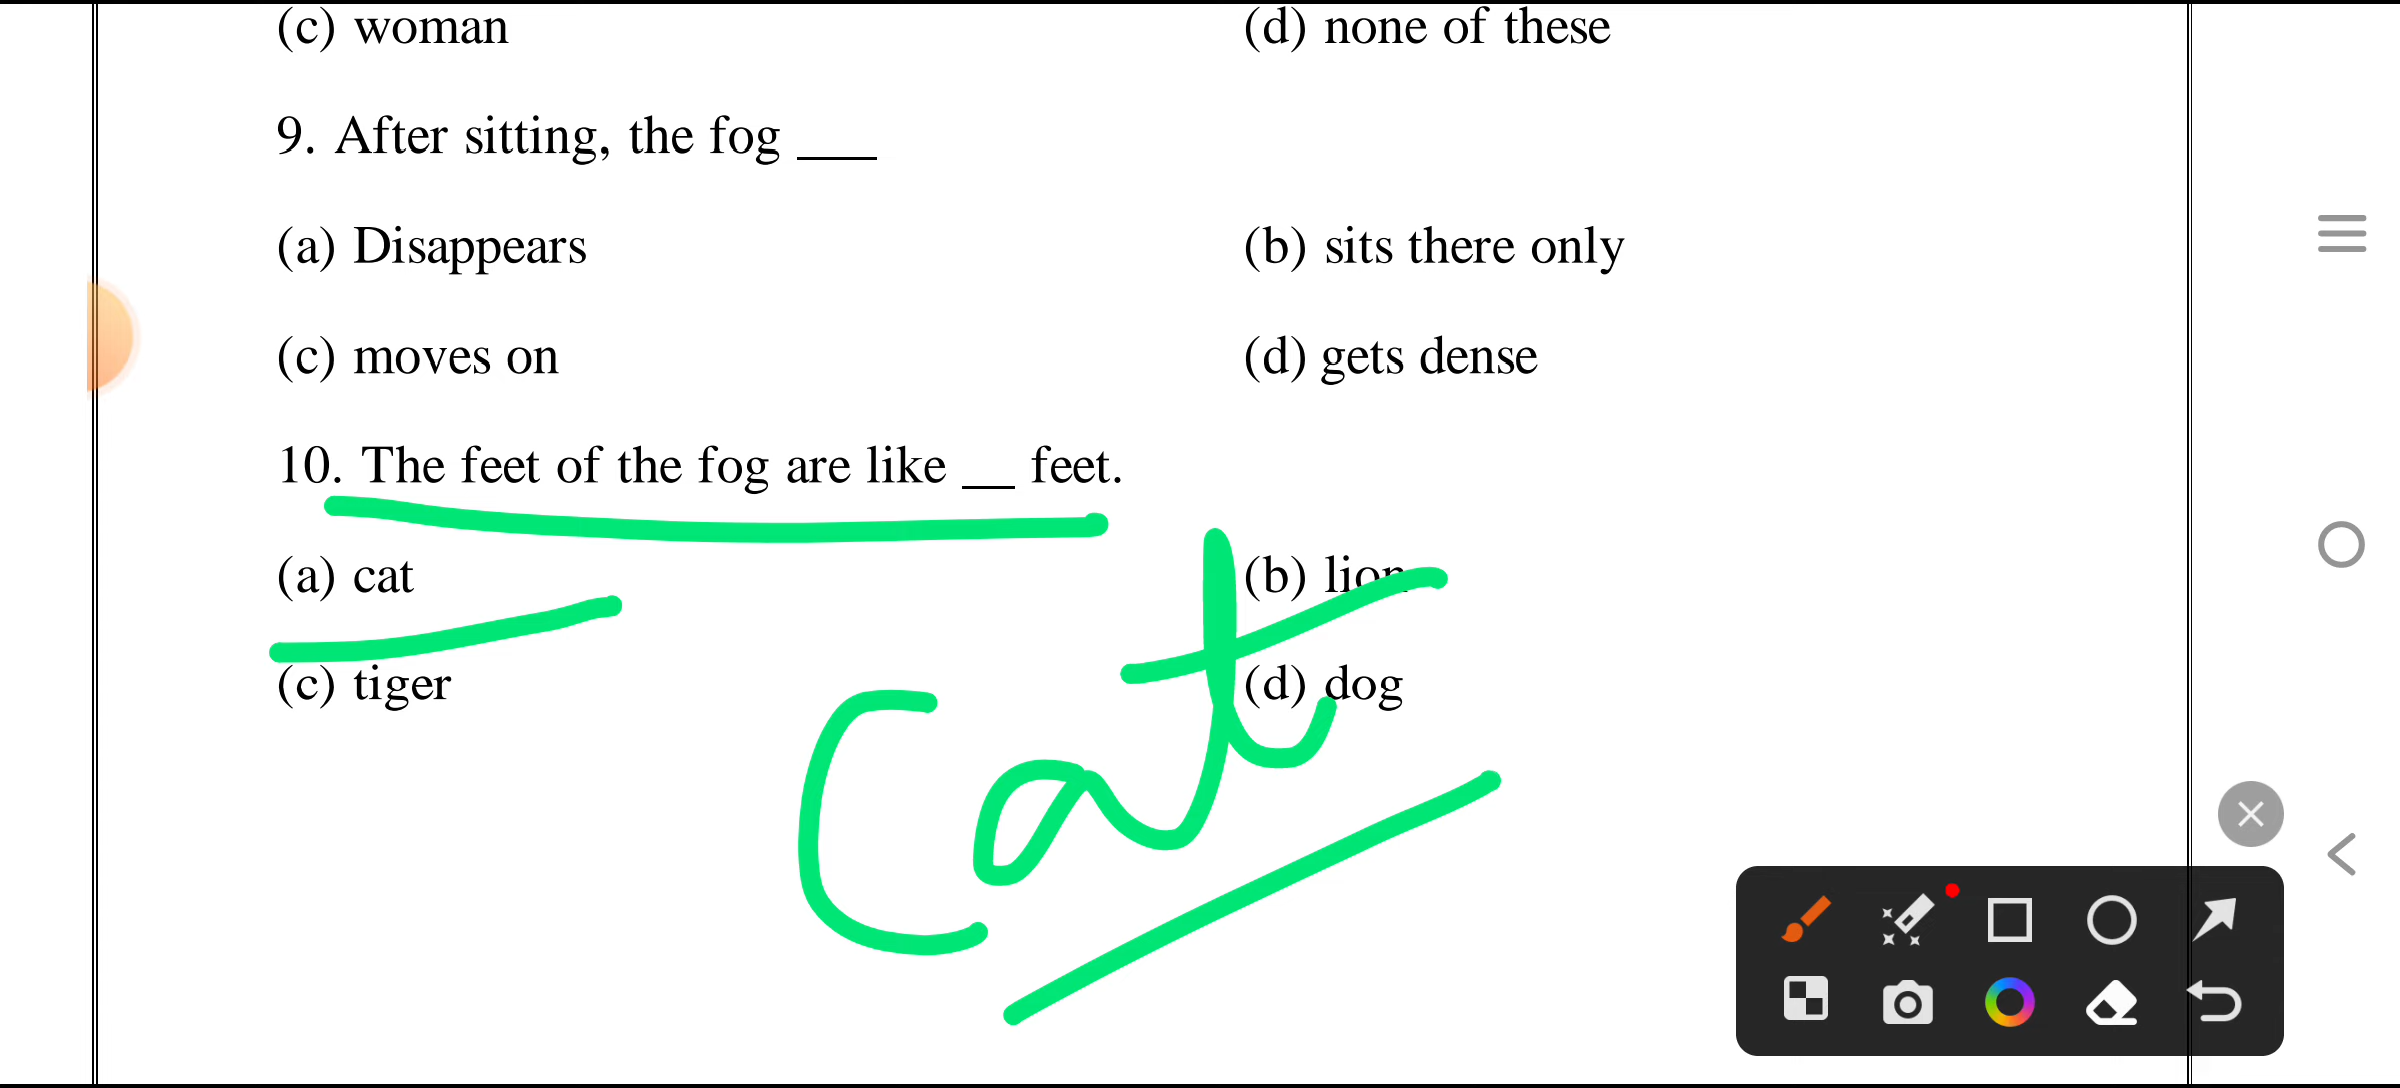 (c) woman (d) none of these
9. After sitting, the fog ___
(a) Disappears (b) sits there only
(c) moves on (d) gets dense
10. The feet of the fog are like __ feet.
(a) cat (b) lion
(c) tiger (d) dog
Cat